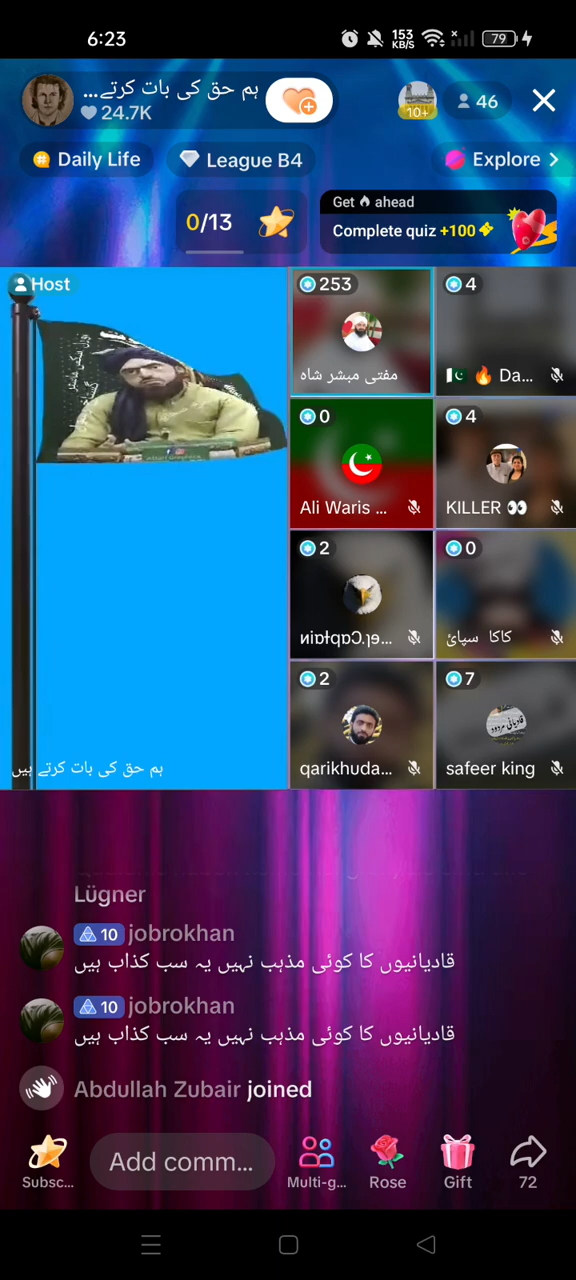 6:23
153
KB/S
79
ہم حق کی بات کرتے...
24.7K
10+
46
Daily Life
League B4
Explore
0/13
Get ahead
Complete quiz +100
Host
253
مفتی مبشر شاہ
4
Da...
0
Ali Waris ...
4
KILLER 👀
2
0
کاکا سپائ
2
qarikhuda...
قادیانی مردود
7
safeer king
ہم حق کی بات کرتے ہیں
Lügner
10 jobrokhan
قادیانیوں کا کوئی مذہب نہیں یہ سب کذاب ہیں
10 jobrokhan
قادیانیوں کا کوئی مذہب نہیں یہ سب کذاب ہیں
Abdullah Zubair joined
Subsc...
Add comm...
Multi-g...
Rose
Gift
72